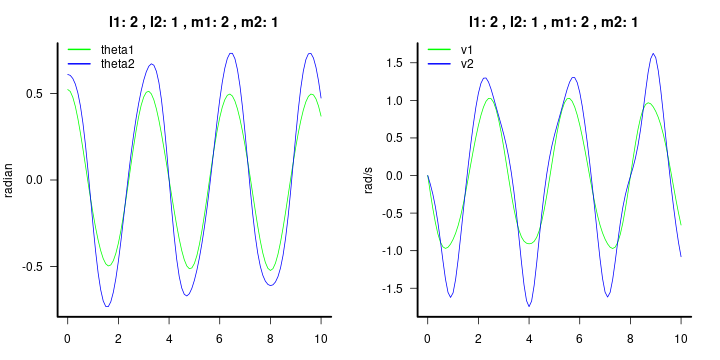 l1: 2 , l2: 1 , m1: 2 , m2: 1
theta1
theta2
0.5
0.0
-0.5
radian
0 2 4 6 8 10
l1: 2 , l2: 1 , m1: 2 , m2: 1
v1
v2
1.5
1.0
0.5
0.0
-0.5
-1.0
-1.5
rad/s
0 2 4 6 8 10